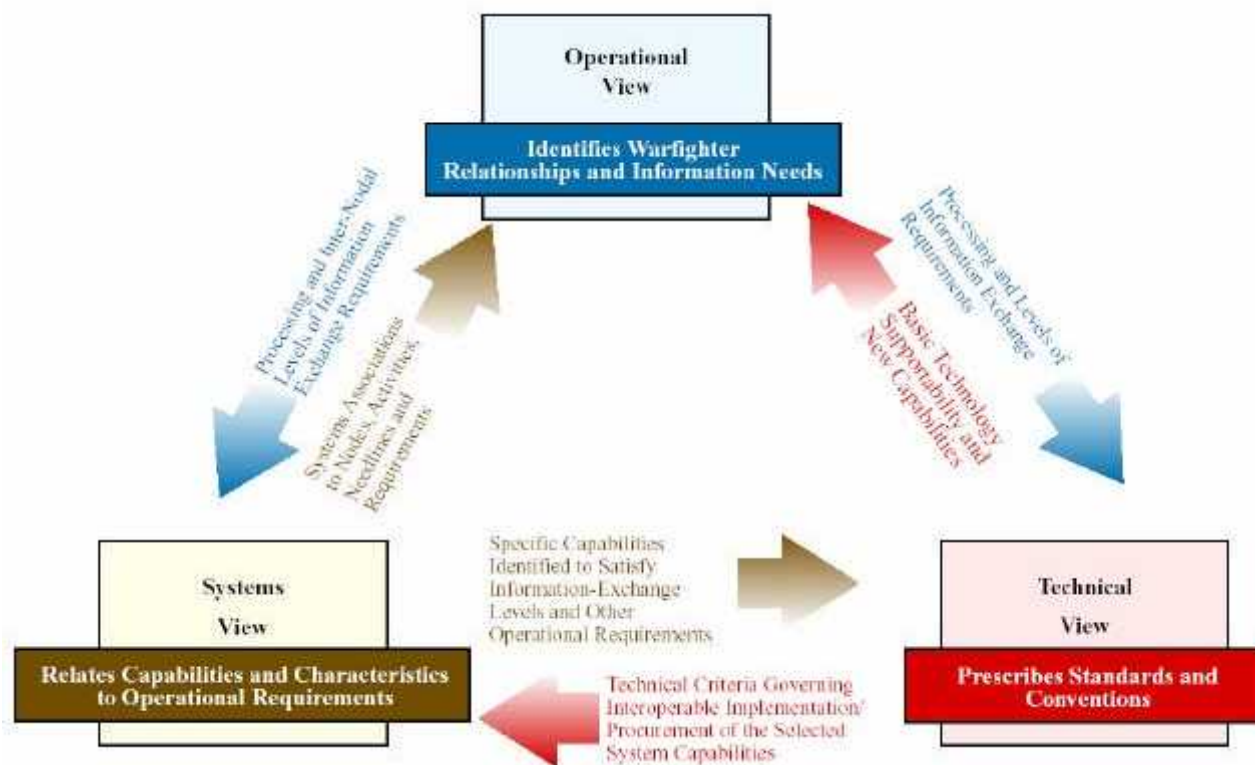 Operational
View
Identifies Warfighter
Relationships and Information Needs
Processing and Inter-Nodal
Levels of Information
Exchange Requirements
Systems Associations
to Nodes, Activities,
Needlines and
Requirements
Processing and Levels of
Information Exchange
Requirements
Basic Technology
Supportability and
New Capabilities
Systems
View
Relates Capabilities and Characteristics
to Operational Requirements
Specific Capabilities
Identified to Satisfy
Information-Exchange
Levels and Other
Operational Requirements
Technical Criteria Governing
Interoperable Implementation/
Procurement of the Selected
System Capabilities
Technical
View
Prescribes Standards and
Conventions